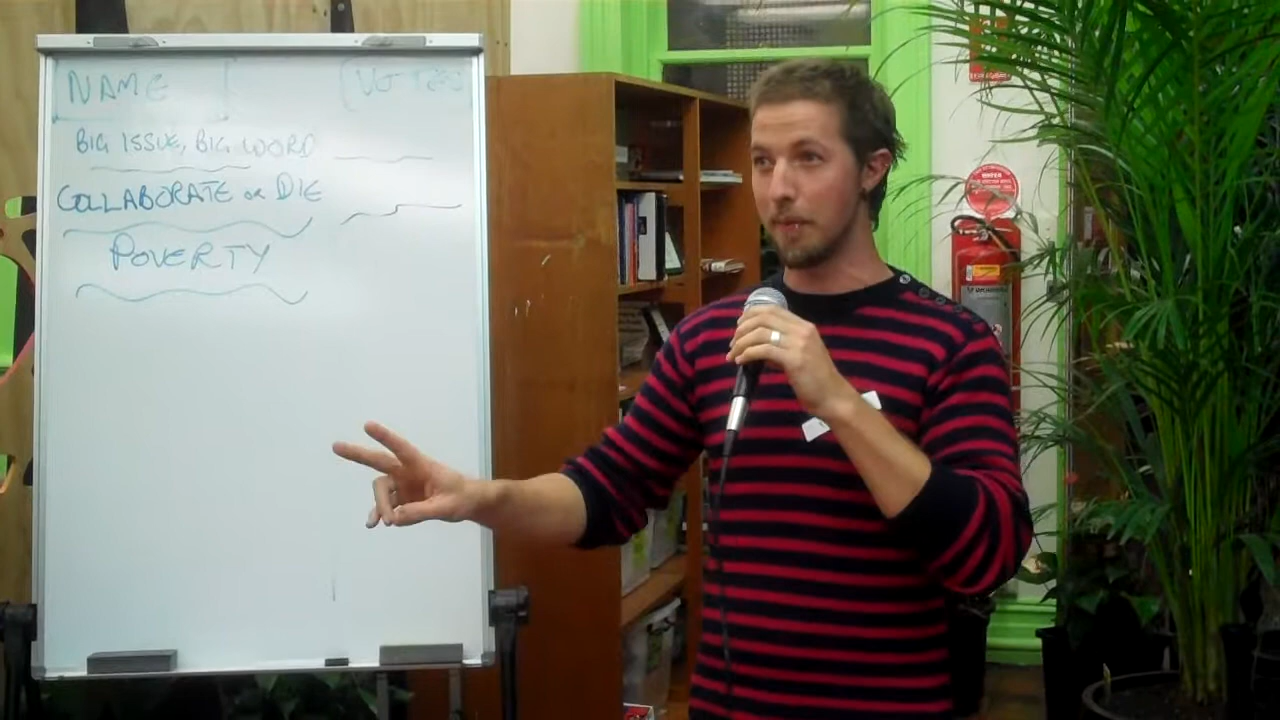 NAME VOTES
BIG ISSUE, BIG WORD
COLLABORATE OR DIE
POVERTY